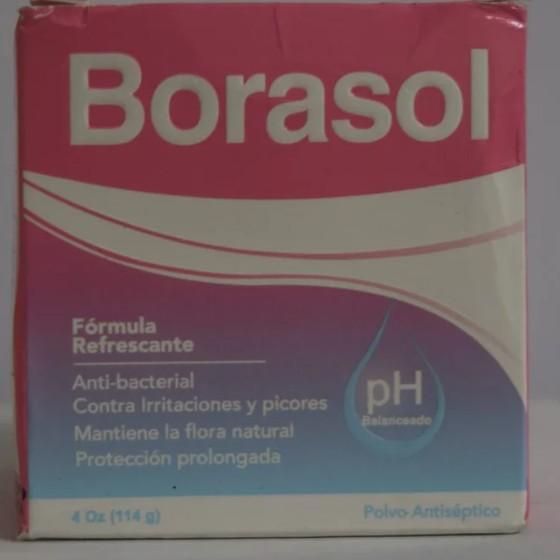 Borasol
Fórmula
Refrescante
Anti-bacterial
Contra Irritaciones y picores
Mantiene la flora natural
Protección prolongada
pH
Balanceado
4 Oz (114 g)
Polvo Antiséptico